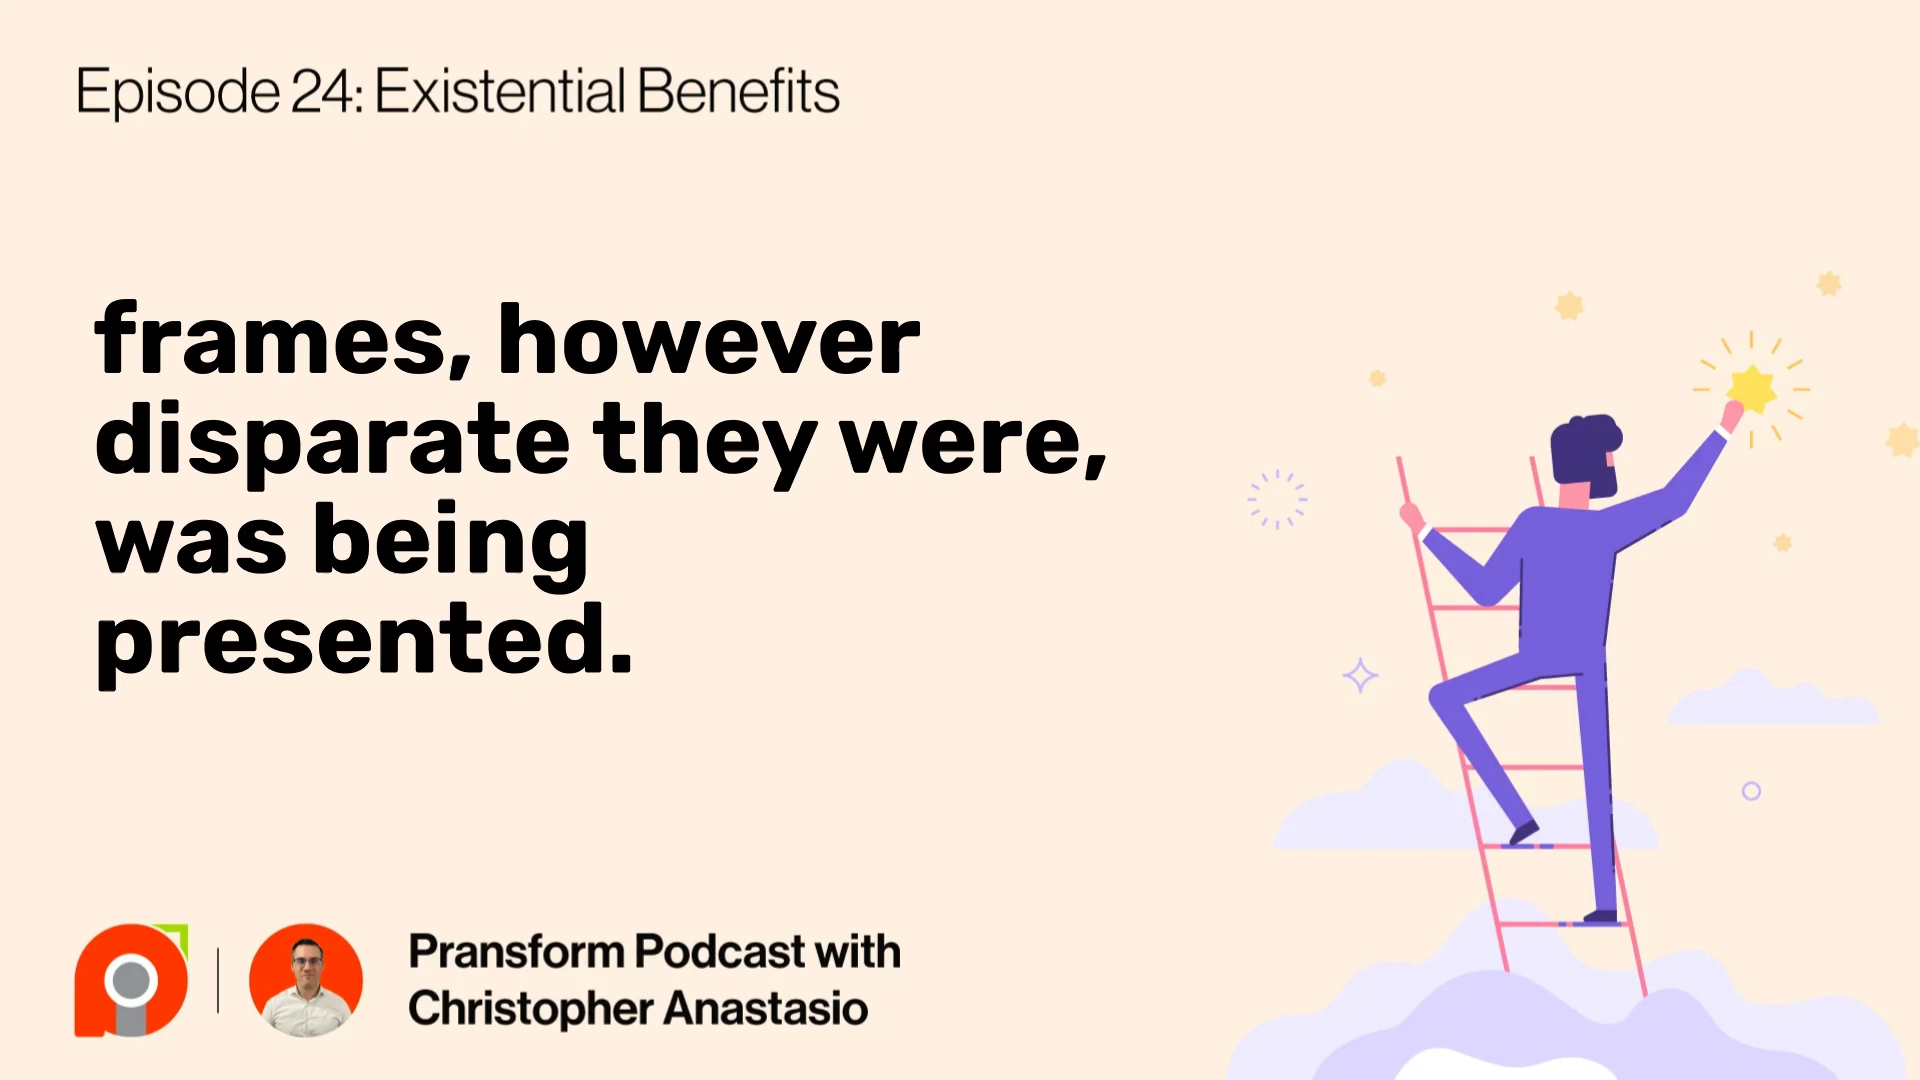 Episode 24: Existential Benefits
frames, however
disparate they were,
was being
presented.
Pransform Podcast with
Christopher Anastasio